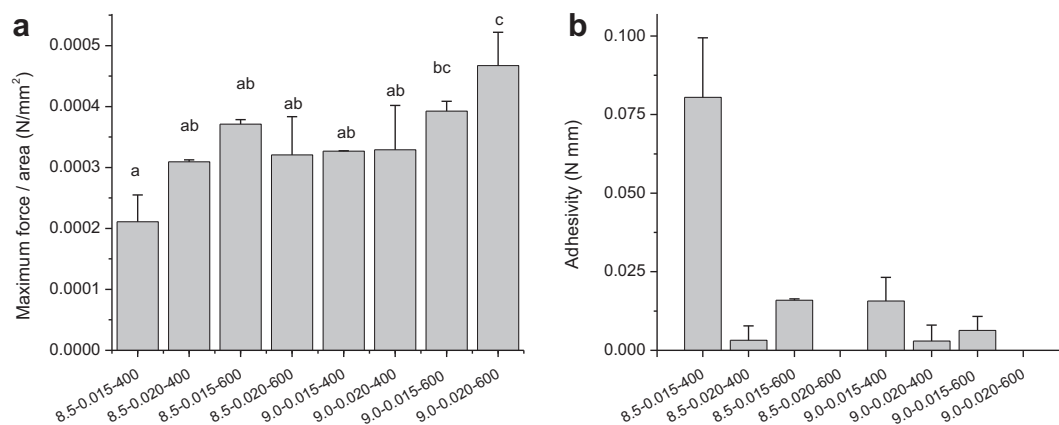 a
Maximum force / area (N/mm²)
0.0005
0.0004
0.0003
0.0002
0.0001
0.0000
a
ab
ab
ab
ab
ab
bc
c
8.5-0.015-400
8.5-0.020-400
8.5-0.015-600
8.5-0.020-600
9.0-0.015-400
9.0-0.020-400
9.0-0.015-600
9.0-0.020-600
b
Adhesivity (N mm)
0.100
0.075
0.050
0.025
0.000
8.5-0.015-400
8.5-0.020-400
8.5-0.015-600
8.5-0.020-600
9.0-0.015-400
9.0-0.020-400
9.0-0.015-600
9.0-0.020-600